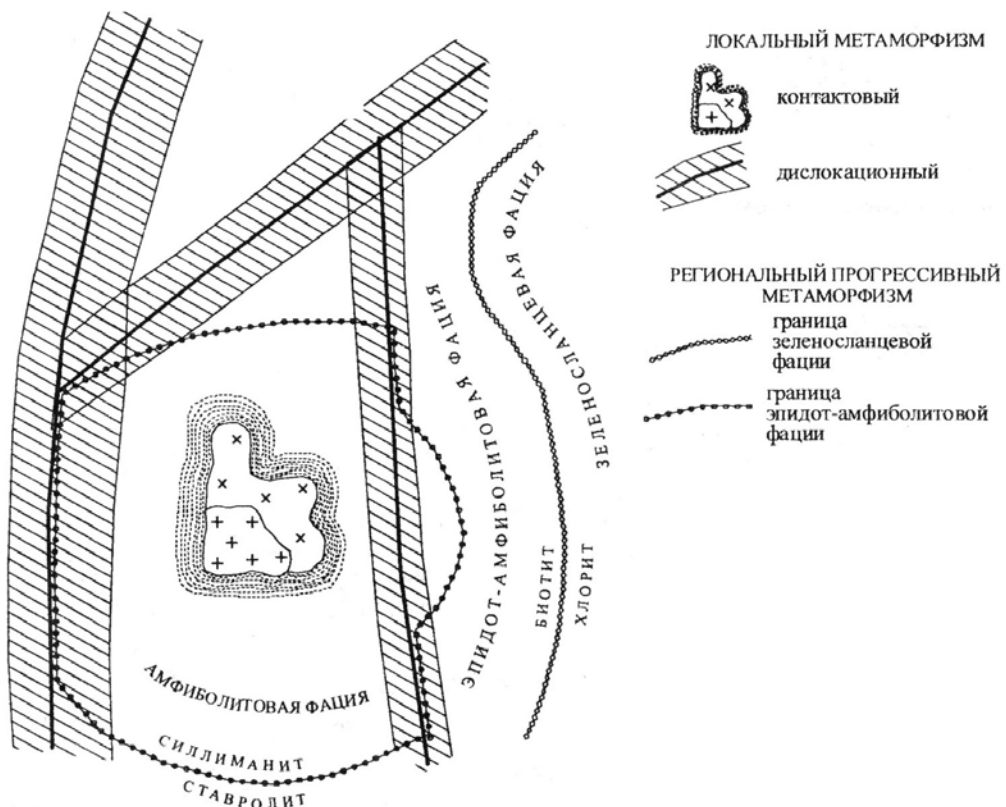 ЛОКАЛЬНЫЙ МЕТАМОРФИЗМ
контактовый
дислокационный
РЕГИОНАЛЬНЫЙ ПРОГРЕССИВНЫЙ
МЕТАМОРФИЗМ
граница
зеленосланцевой
фации
граница
эпидот-амфиболитовой
фации
ЗЕЛЕНОСЛАНЦЕВАЯ ФАЦИЯ
ЭПИДОТ-АМФИБОЛИТОВАЯ ФАЦИЯ
БИОТИТ
ХЛОРИТ
АМФИБОЛИТОВАЯ ФАЦИЯ
СИЛЛИМАНИТ
СТАВРОЛИТ